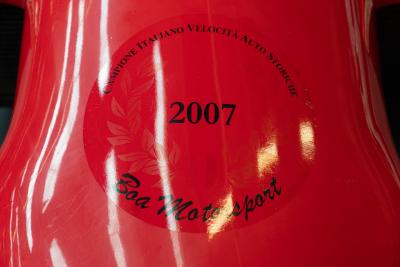 Campione Italiano Velocità Auto Storiche
2007
Boa Motorsport